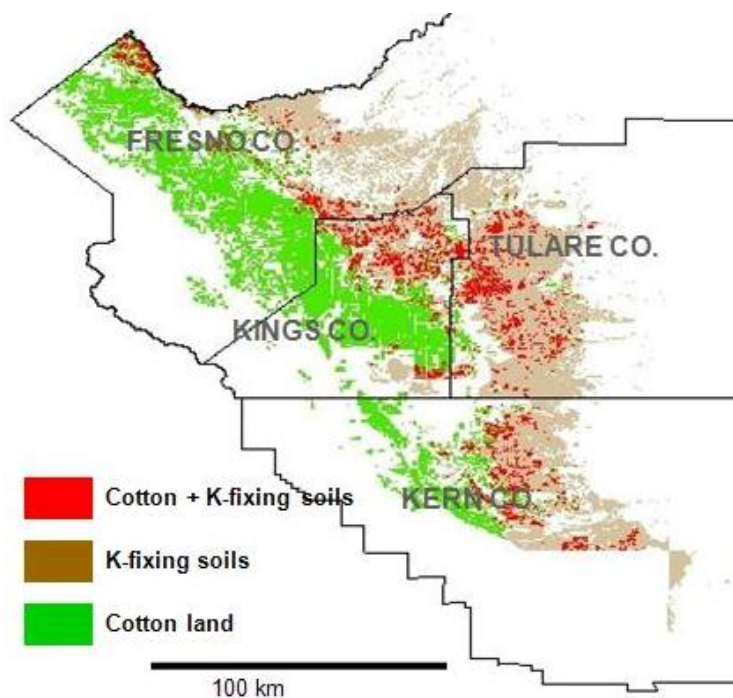 FRESNO CO.
TULARE CO.
KINGS CO.
KERN CO.
Cotton + K-fixing soils
K-fixing soils
Cotton land
100 km